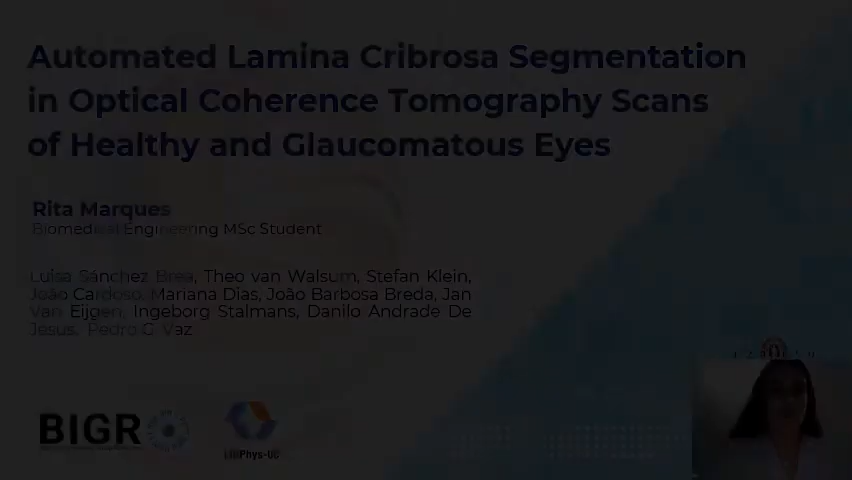 Automated Lamina Cribrosa Segmentation
in Optical Coherence Tomography Scans
of Healthy and Glaucomatous Eyes
Rita Marques
Biomedical Engineering MSc Student
Luisa Sánchez Brea, Theo van Walsum, Stefan Klein,
João Cardoso, Mariana Dias, João Barbosa Breda, Jan
Van Eijgen, Ingeborg Stalmans, Danilo Andrade De
Jesus, Pedro G. Vaz
BIGR
LIBPhys-UC